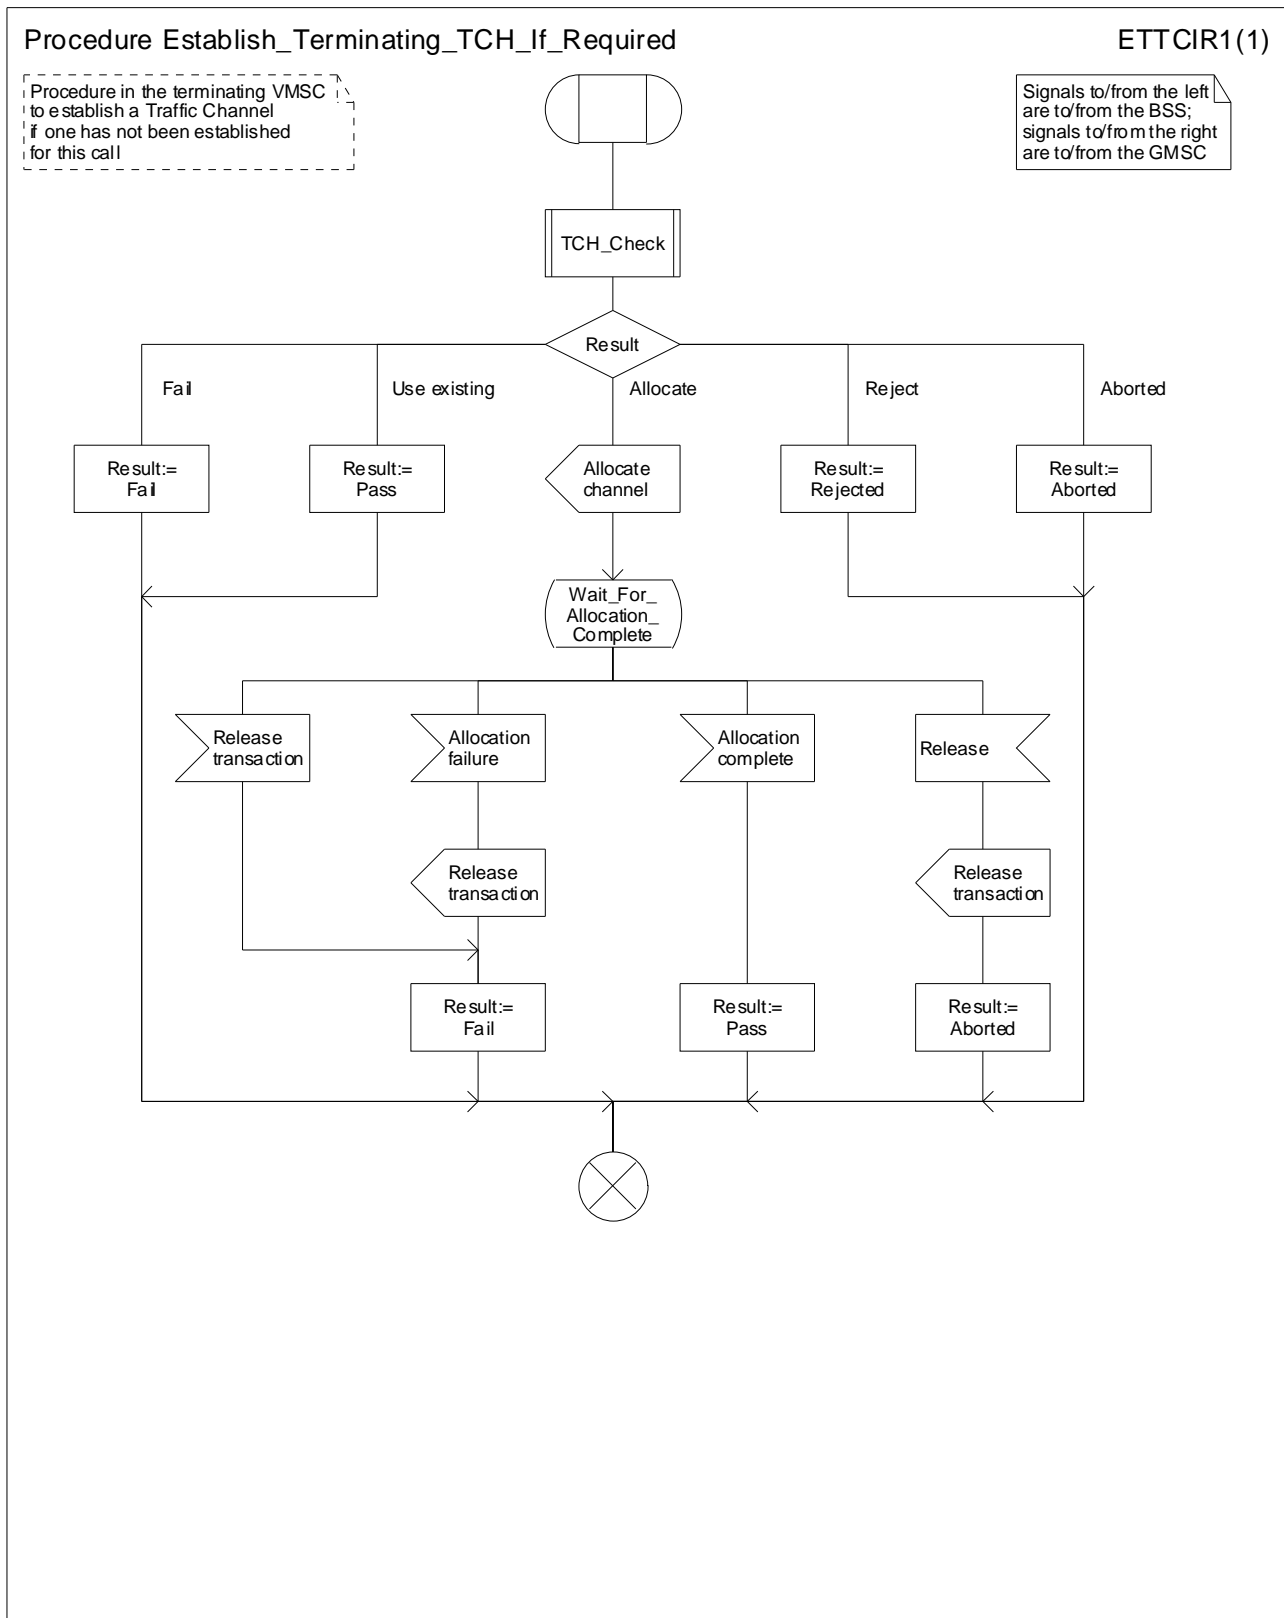 Procedure Establish_Terminating_TCH_If_Required
ETTCIR1(1)
Procedure in the terminating VMSC
to establish a Traffic Channel
if one has not been established
for this call
Signals to/from the left
are to/from the BSS;
signals to/from the right
are to/from the GMSC
TCH_Check
Result
Fail
Use existing
Allocate
Reject
Aborted
Result:=
Fail
Result:=
Pass
Allocate
channel
Result:=
Rejected
Result:=
Aborted
Wait_For_
Allocation_
Complete
Release
transaction
Allocation
failure
Allocation
complete
Release
Release
transaction
Release
transaction
Result:=
Fail
Result:=
Pass
Result:=
Aborted